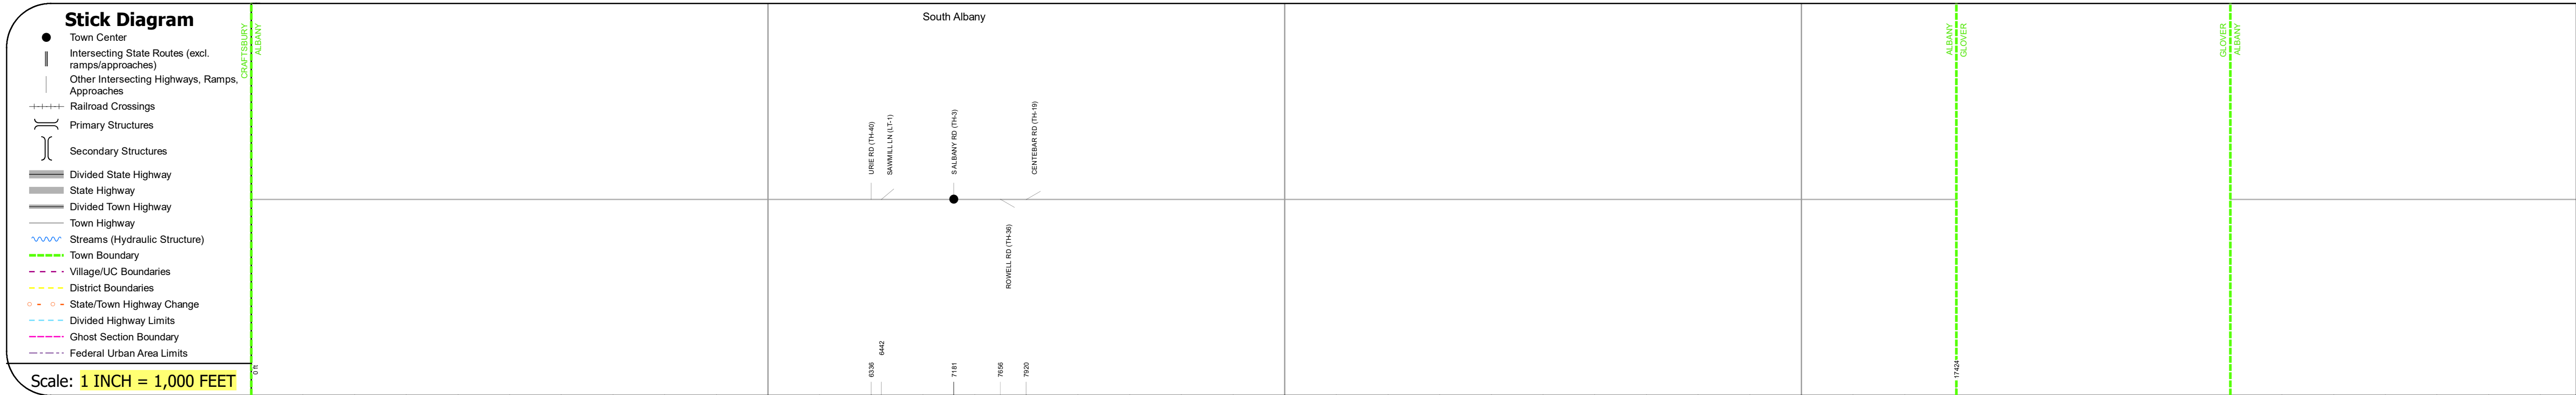 Stick Diagram
Town Center
Intersecting State Routes (excl.
ramps/approaches)
Other Intersecting Highways, Ramps,
Approaches
Railroad Crossings
Primary Structures
Secondary Structures
Divided State Highway
State Highway
Divided Town Highway
Town Highway
Streams (Hydraulic Structure)
Town Boundary
Village/UC Boundaries
District Boundaries
State/Town Highway Change
Divided Highway Limits
Ghost Section Boundary
Federal Urban Area Limits
Scale: 1 INCH = 1,000 FEET
CRAFTSBURY
ALBANY
South Albany
ALBANY
GLOVER
GLOVER
ALBANY
URIE RD (TH-40)
SAWMILL LN (LT-1)
S ALBANY RD (TH-3)
CENTEBAR RD (TH-19)
ROWELL RD (TH-36)
0 ft
6336
6442
7181
7656
7920
17424